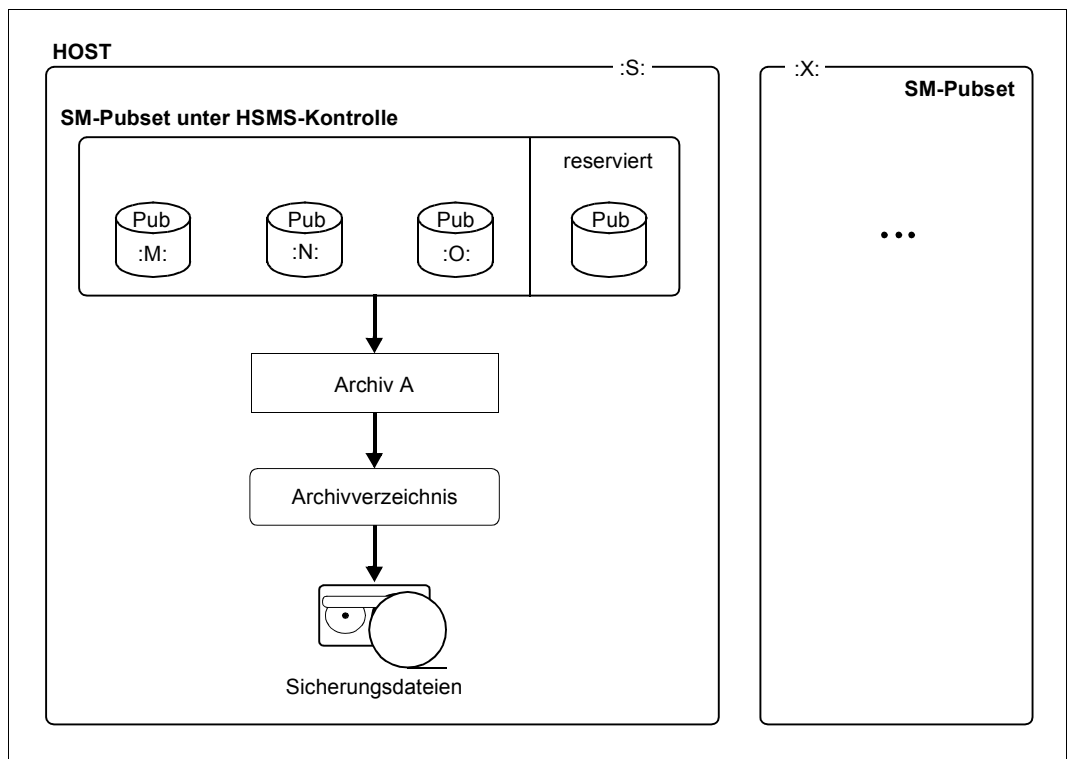 HOST
:S:
:X:
SM-Pubset
SM-Pubset unter HSMS-Kontrolle
reserviert
Pub
:M:
Pub
:N:
Pub
:O:
Pub
...
Archiv A
Archivverzeichnis
Sicherungsdateien